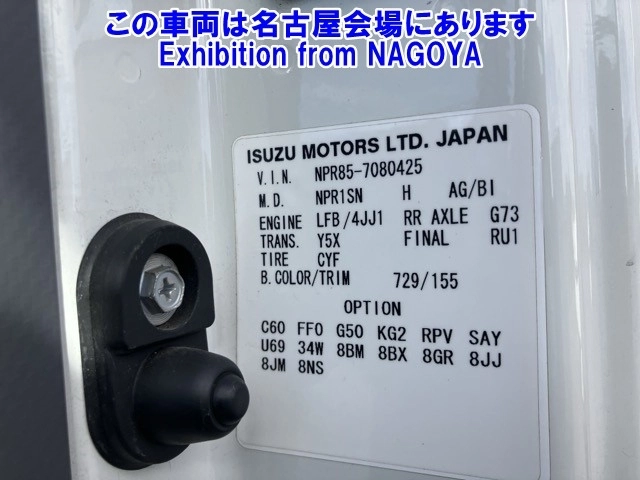 この車両は名古屋会場にあります
Exhibition from NAGOYA
ISUZU MOTORS LTD. JAPAN
V.I.N. NPR85-7080425
M.D. NPR1SN H AG/BI
ENGINE LFB/4JJ1 RR AXLE G73
TRANS. Y5X FINAL RU1
TIRE CYF
B.COLOR/TRIM 729/155
OPTION
C60 FF0 G50 KG2 RPV SAY
U69 34W 8BM 8BX 8GR 8JJ
8JM 8NS